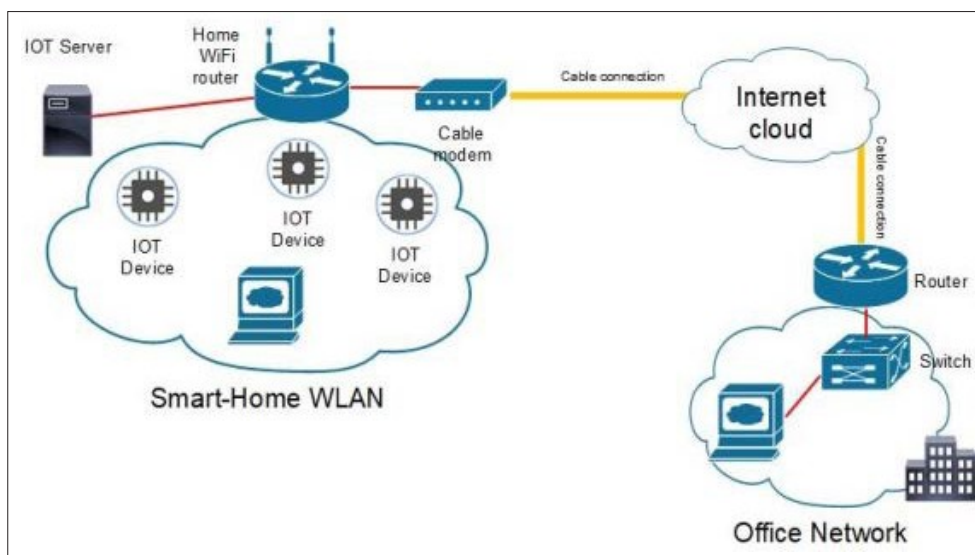 IOT Server
Home
WiFi
router
Cable
modem
Cable connection
Internet
cloud
Cable connection
IOT
Device
IOT
Device
IOT
Device
Smart-Home WLAN
Router
Switch
Office Network